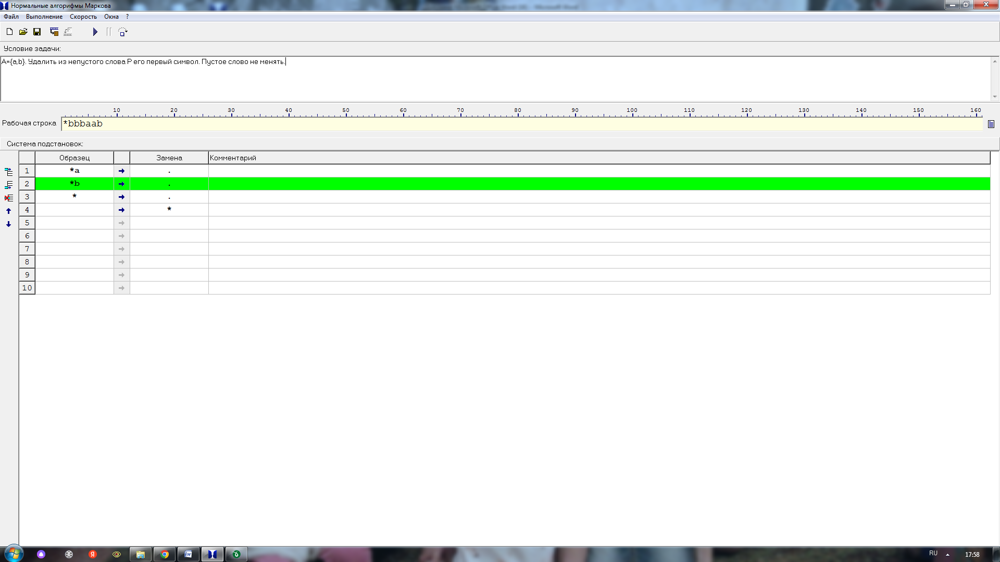 Нормальные алгорифмы Маркова
Файл Выполнение Скорость Окна ?
Условие задачи:
A={a,b}. Удалить из непустого слова P его первый символ. Пустое слово не менять.
10 20 30 40 50 60 70 80 90 100 110 120 130 140 150 160
Рабочая строка *bbbaab
Система подстановок:
Образец Замена Комментарий
1 *a → .
2 *b → .
3 * → .
4 → *
5 →
6 →
7 →
8 →
9 →
10 →
RU 17:58